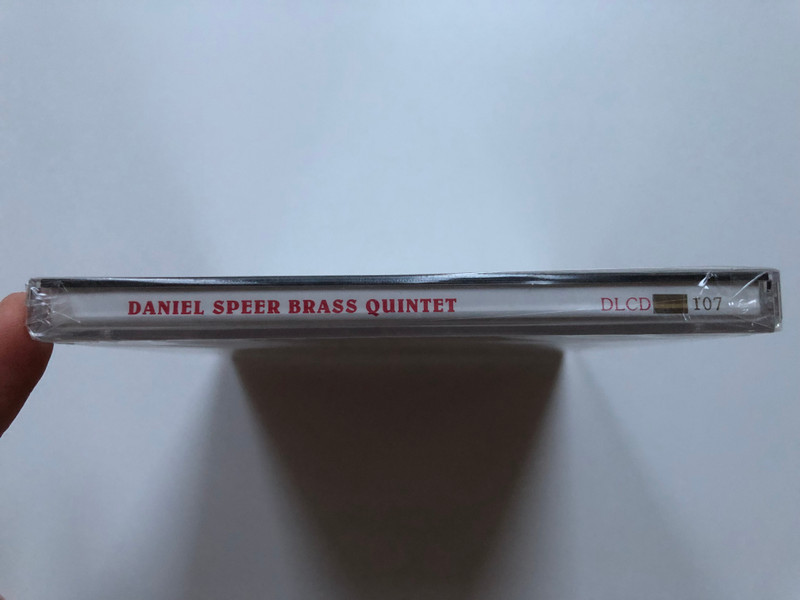 DANIEL SPEER BRASS QUINTET DLCD 107